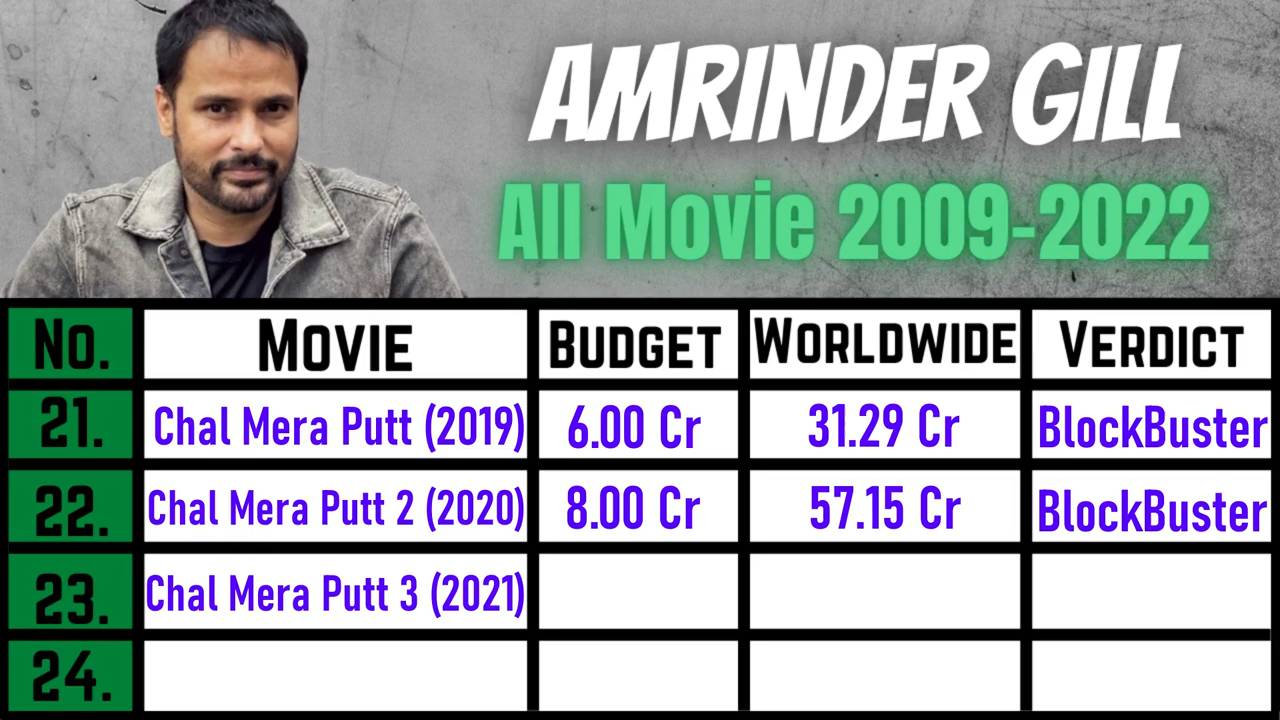 AMRINDER GILL
All Movie 2009-2022
No. MOVIE BUDGET WORLDWIDE VERDICT
21. Chal Mera Putt (2019) 6.00 Cr 31.29 Cr BlockBuster
22. Chal Mera Putt 2 (2020) 8.00 Cr 57.15 Cr BlockBuster
23. Chal Mera Putt 3 (2021)
24.